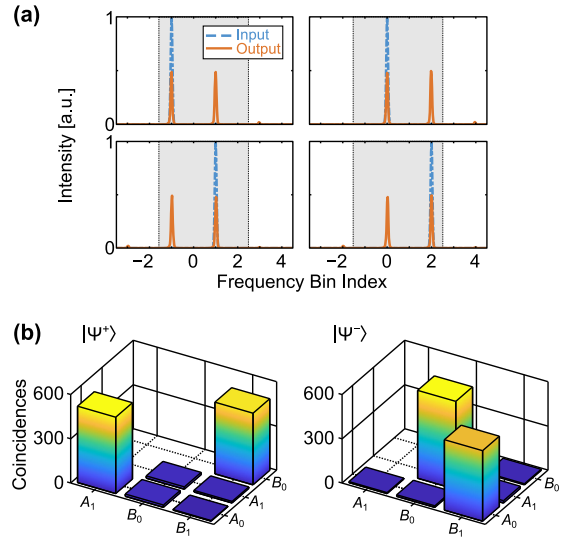 (a)
1
0
1
0
Input
Output
Intensity [a.u.]
−2 0 2 4 −2 0 2 4
Frequency Bin Index
(b)
|Ψ⁺⟩ |Ψ⁻⟩
Coincidences
600
300
0
A₁ B₀ B₁ A₀ A₁ B₀
600
300
0
A₁ B₀ B₁ A₀ A₁ B₀